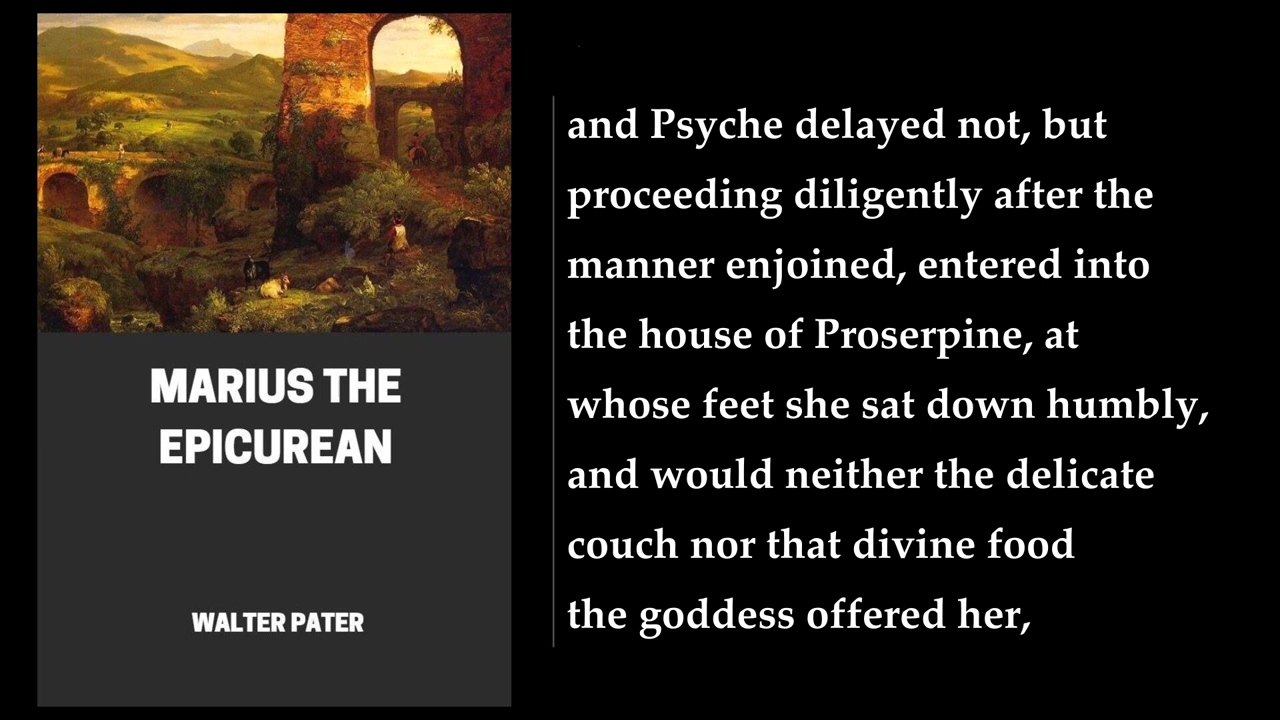 MARIUS THE
EPICUREAN
WALTER PATER
and Psyche delayed not, but
proceeding diligently after the
manner enjoined, entered into
the house of Proserpine, at
whose feet she sat down humbly,
and would neither the delicate
couch nor that divine food
the goddess offered her,